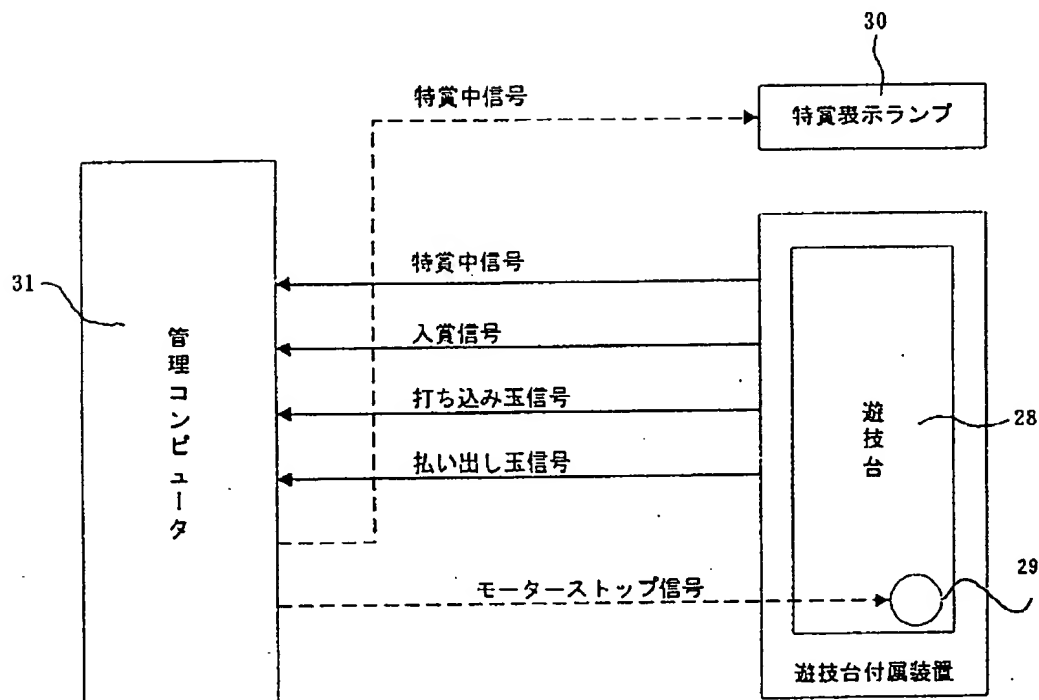 30
特賞中信号
特賞表示ランプ
特賞中信号
31
入賞信号
管理コンピュータ
打ち込み玉信号
遊技台
28
払い出し玉信号
29
モーターストップ信号
遊技台付属装置